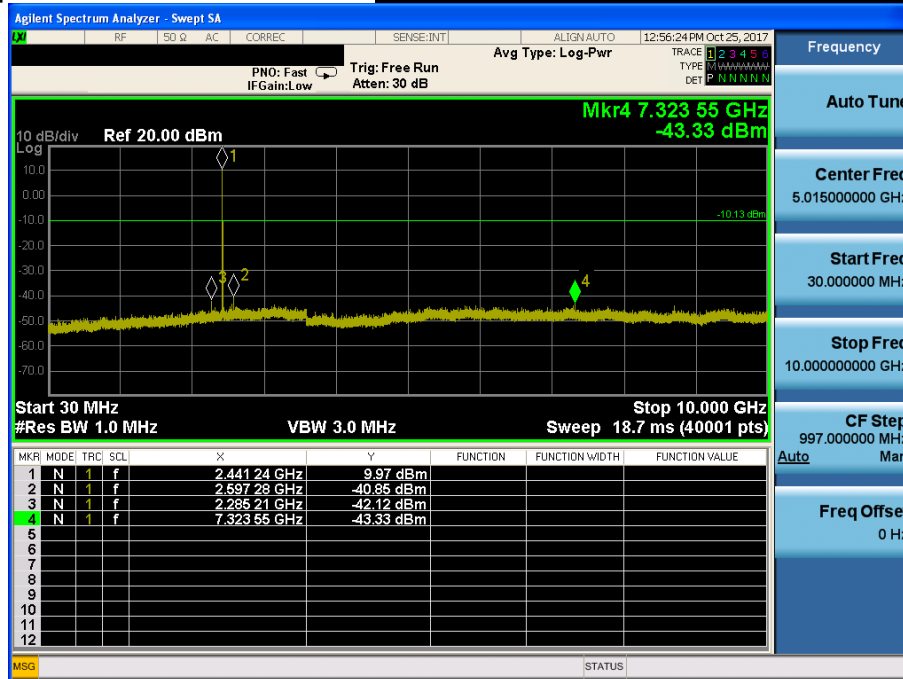 Agilent Spectrum Analyzer - Swept SA
LXI RF 50 Ω AC CORREC SENSE:INT ALIGN AUTO 12:56:24 PM Oct 25, 2017
Avg Type: Log-Pwr TRACE 1 2 3 4 5 6
PNO: Fast Trig: Free Run TYPE M WWWWW
IFGain:Low Atten: 30 dB DET P N N N N N
Mkr4 7.323 55 GHz
-43.33 dBm
10 dB/div Ref 20.00 dBm
Log
1
10.0
0.00
-10.0
-10.13 dBm
-20.0
-30.0
3 2 4
-40.0
-50.0
-60.0
-70.0
Start 30 MHz Stop 10.000 GHz
#Res BW 1.0 MHz VBW 3.0 MHz Sweep 18.7 ms (40001 pts)
MKR MODE TRC SCL X Y FUNCTION FUNCTION WIDTH FUNCTION VALUE
1 N 1 f 2.441 24 GHz 9.97 dBm
2 N 1 f 2.597 28 GHz -40.85 dBm
3 N 1 f 2.285 21 GHz -42.12 dBm
4 N 1 f 7.323 55 GHz -43.33 dBm
5
6
7
8
9
10
11
12
MSG STATUS
Frequency
Auto Tune
Center Freq
5.015000000 GHz
Start Freq
30.000000 MHz
Stop Freq
10.000000000 GHz
CF Step
997.000000 MHz
Auto Man
Freq Offset
0 Hz